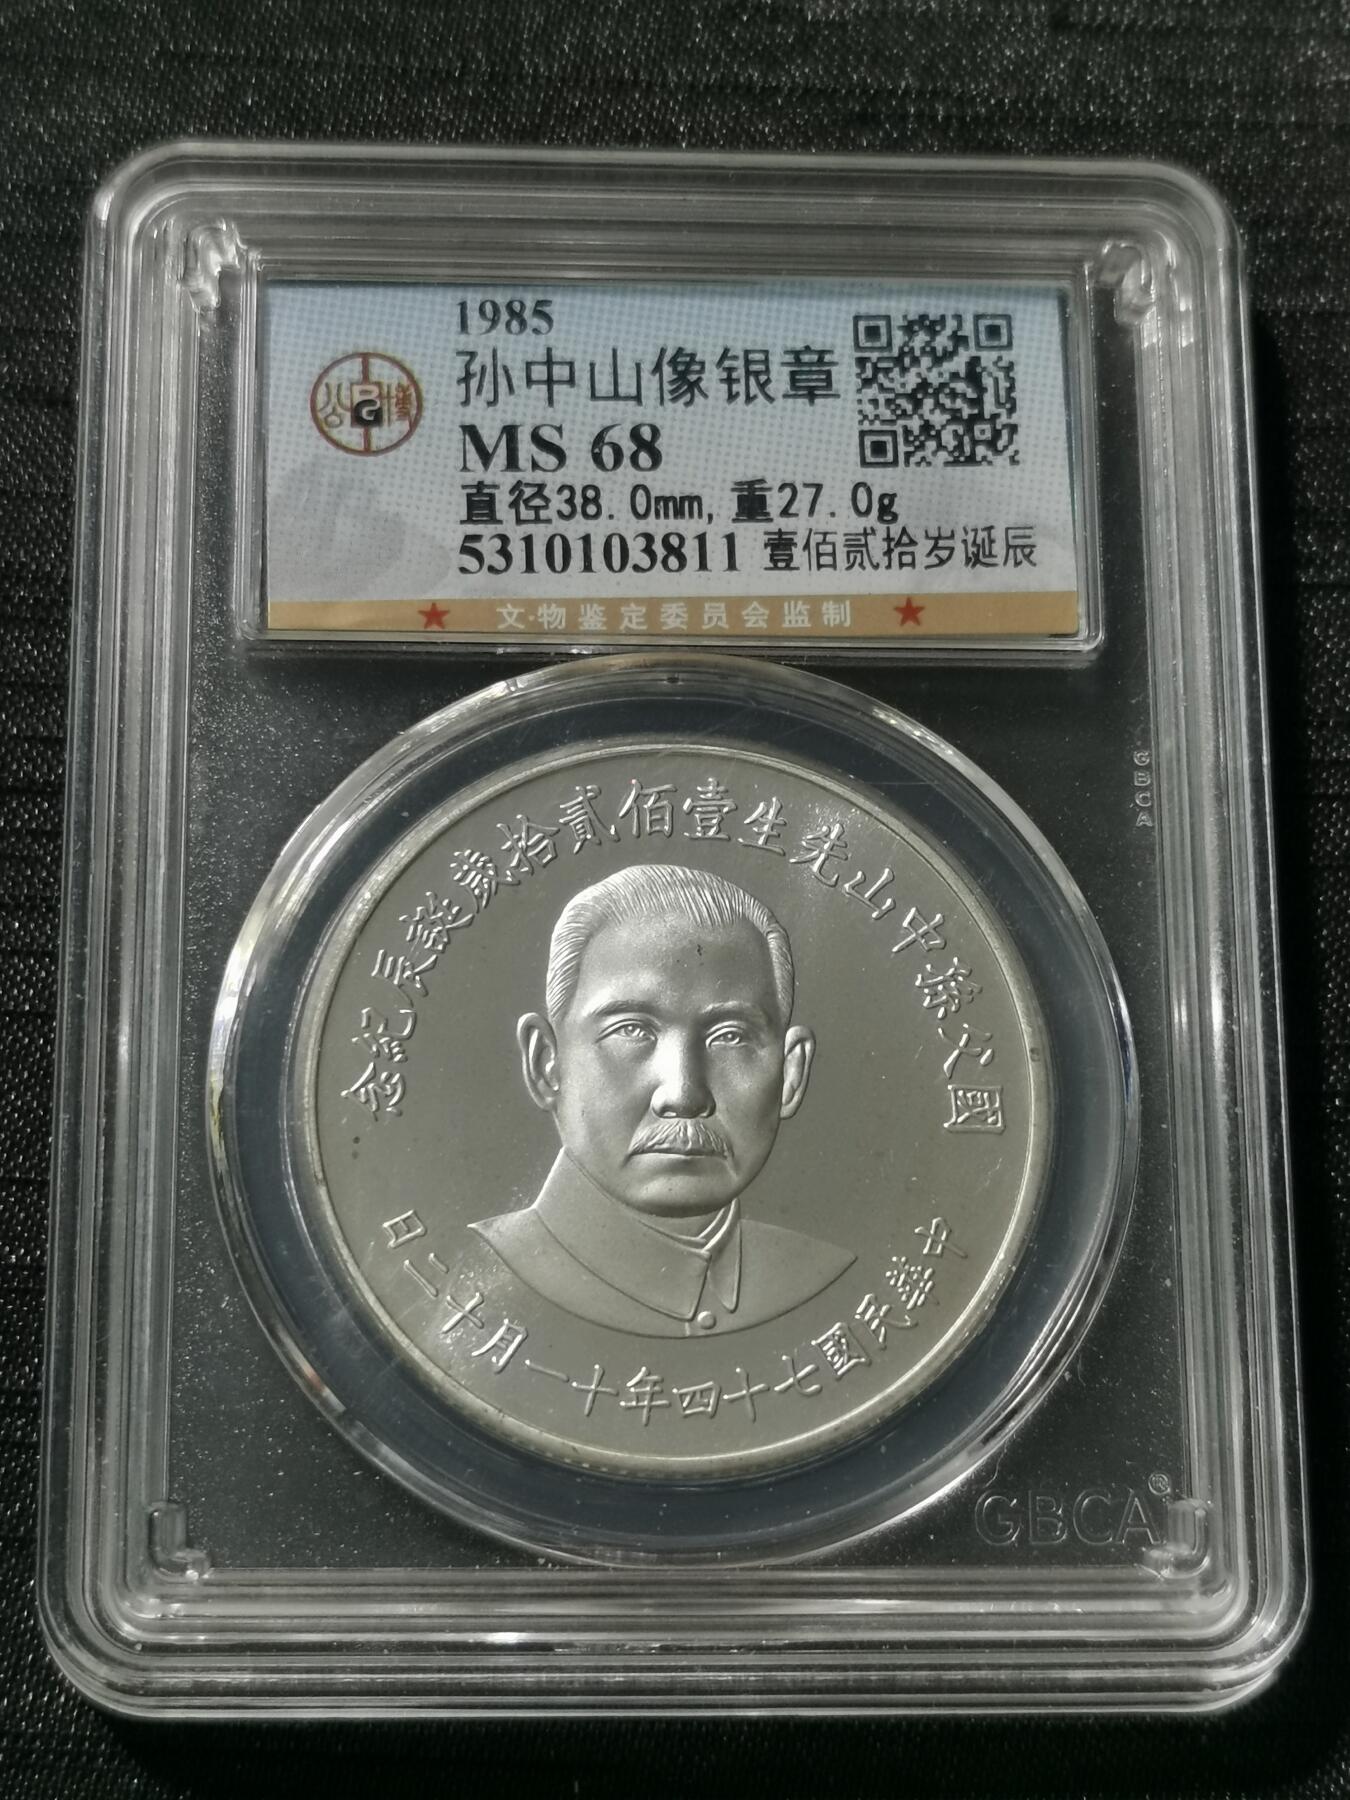 1985
孙中山像银章
MS 68
直径38.0mm,重27.0g
5310103811 壹佰贰拾岁诞辰
公 G 博
★ 文物鉴定委员会监制 ★
GBCA
國父孫中山先生壹佰貳拾歲誕辰紀念
中華民國七十四年十一月十二日
GBCA®